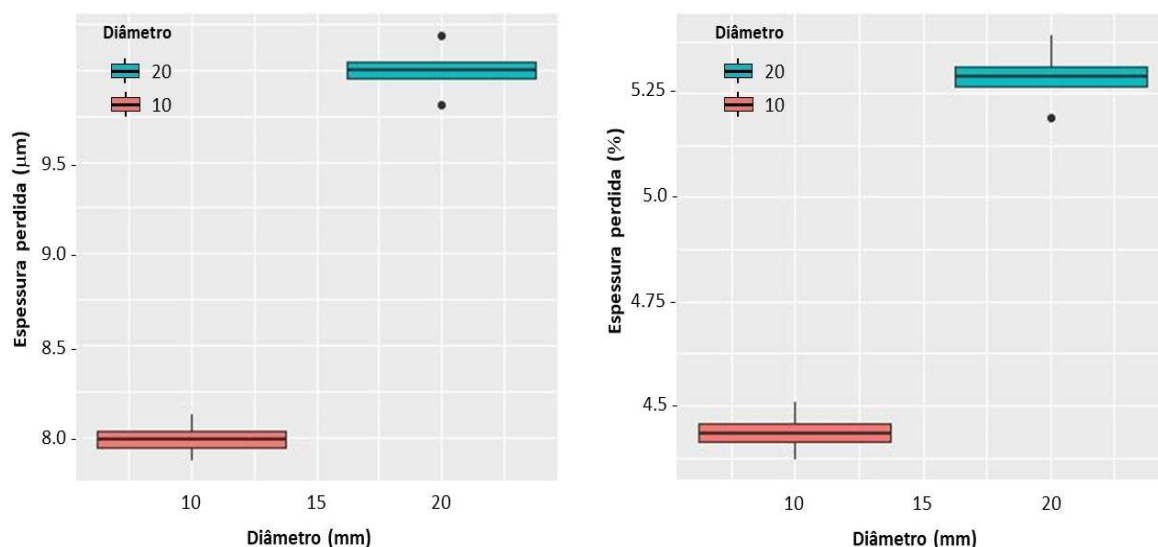 Diâmetro
20
10
Espessura perdida (μm)
9.5 -
9.0 -
8.5 -
8.0 -
10 15 20
Diâmetro (mm)
Diâmetro
20
10
Espessura perdida (%)
5.25 -
5.0 -
4.75 -
4.5 -
10 15 20
Diâmetro (mm)